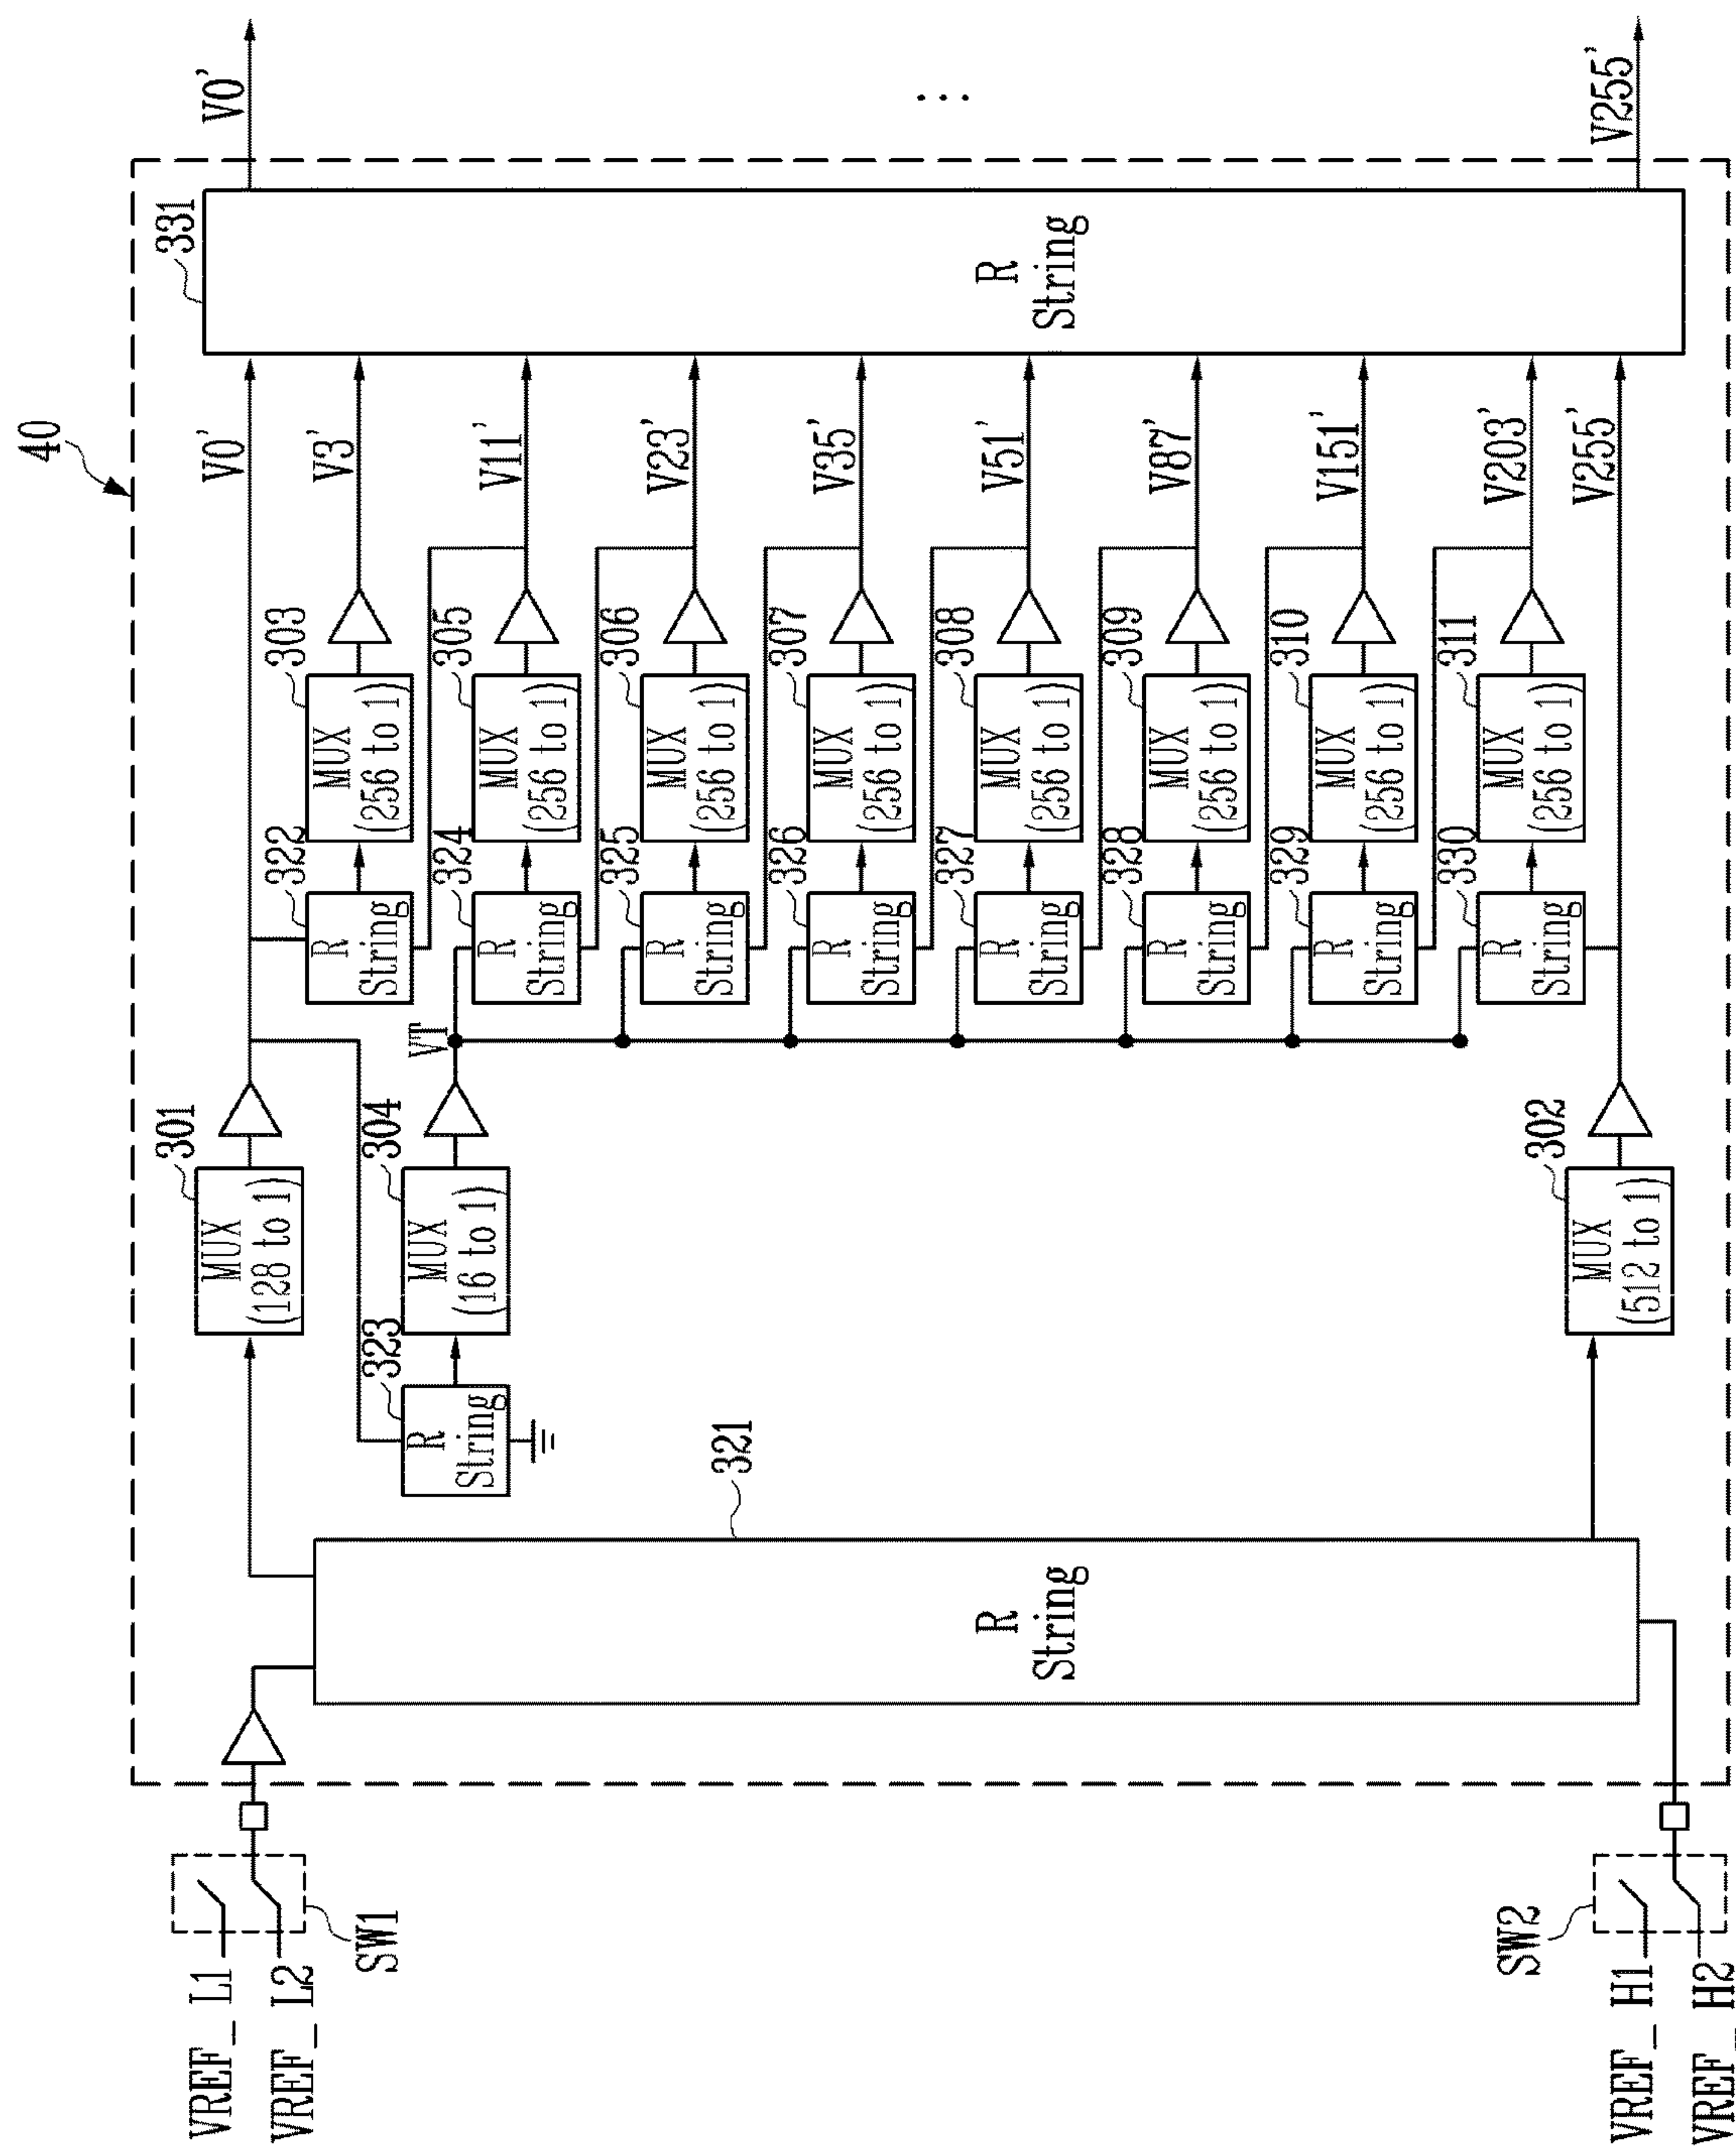 40
VREF_L1
VREF_L2
SW1
VREF_H1
VREF_H2
SW2
R
String
321
MUX
(128 to 1)
301
R
String
323
MUX
(16 to 1)
304
VT
MUX
(512 to 1)
302
R
String
322
MUX
(256 to 1)
303
R
String
324
MUX
(256 to 1)
305
R
String
325
MUX
(256 to 1)
306
R
String
326
MUX
(256 to 1)
307
R
String
327
MUX
(256 to 1)
308
R
String
328
MUX
(256 to 1)
309
R
String
329
MUX
(256 to 1)
310
R
String
330
MUX
(256 to 1)
311
V0'
V3'
V11'
V23'
V35'
V51'
V87'
V151'
V203'
V255'
R
String
331
V0'
...
V255'